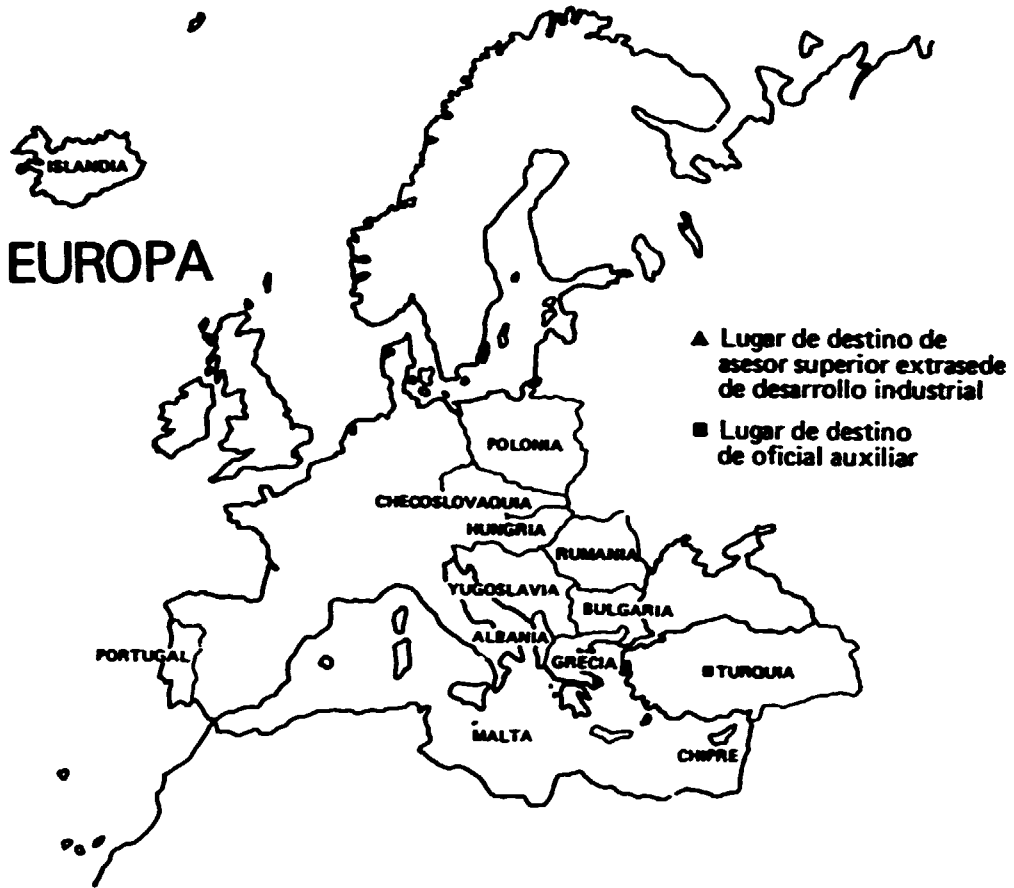 ISLANDIA
EUROPA
▲ Lugar de destino de
asesor superior extrasede
de desarrollo industrial
■ Lugar de destino
de oficial auxiliar
POLONIA
CHECOSLOVAQUIA
HUNGRIA
RUMANIA
YUGOSLAVIA
BULGARIA
ALBANIA
PORTUGAL
GRECIA
■ TURQUIA
MALTA
CHIPRE